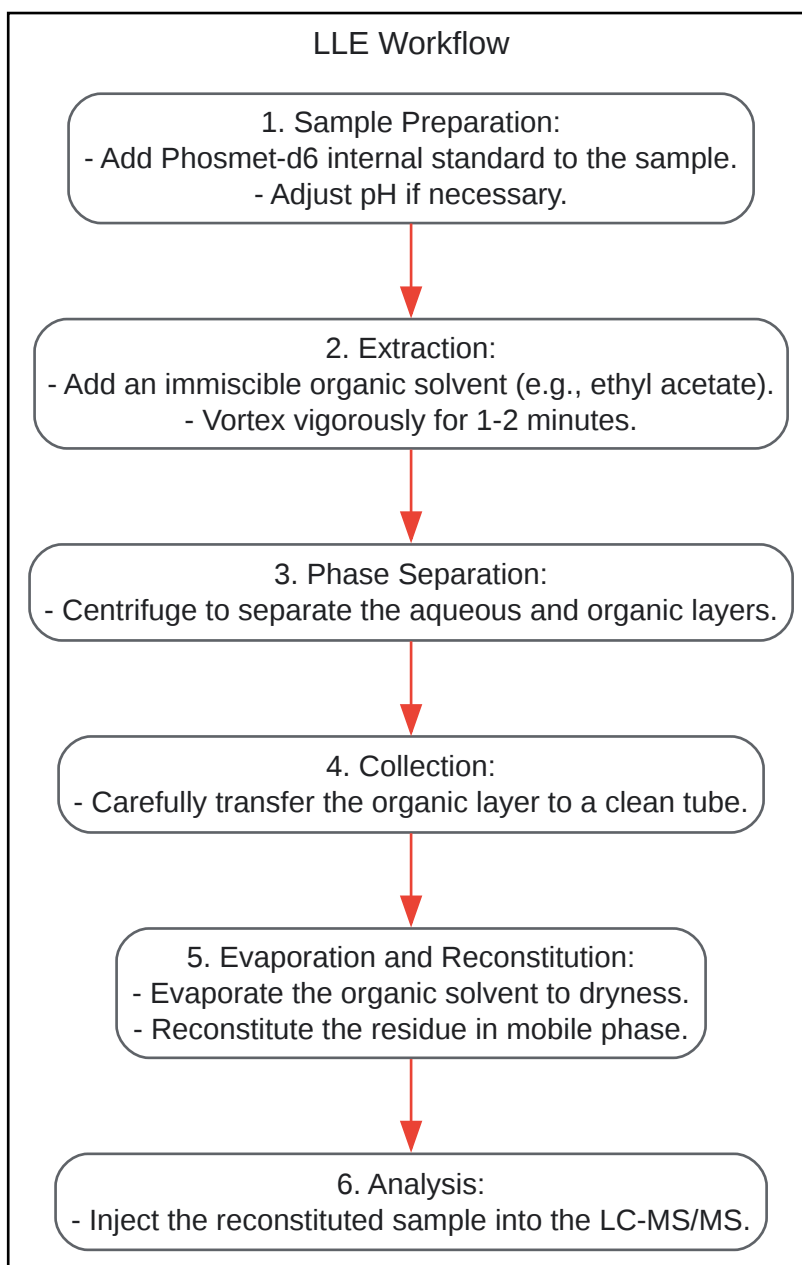 LLE Workflow
1. Sample Preparation:
- Add Phosmet-d6 internal standard to the sample.
- Adjust pH if necessary.
2. Extraction:
- Add an immiscible organic solvent (e.g., ethyl acetate).
- Vortex vigorously for 1-2 minutes.
3. Phase Separation:
- Centrifuge to separate the aqueous and organic layers.
4. Collection:
- Carefully transfer the organic layer to a clean tube.
5. Evaporation and Reconstitution:
- Evaporate the organic solvent to dryness.
- Reconstitute the residue in mobile phase.
6. Analysis:
- Inject the reconstituted sample into the LC-MS/MS.